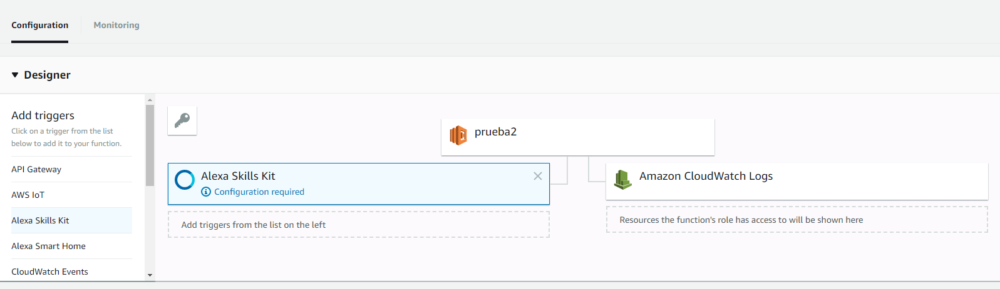 Configuration
Monitoring
Designer
Add triggers
Click on a trigger from the list
below to add it to your function.
API Gateway
AWS IoT
Alexa Skills Kit
Alexa Smart Home
CloudWatch Events
prueba2
Alexa Skills Kit
Configuration required
Add triggers from the list on the left
Amazon CloudWatch Logs
Resources the function's role has access to will be shown here